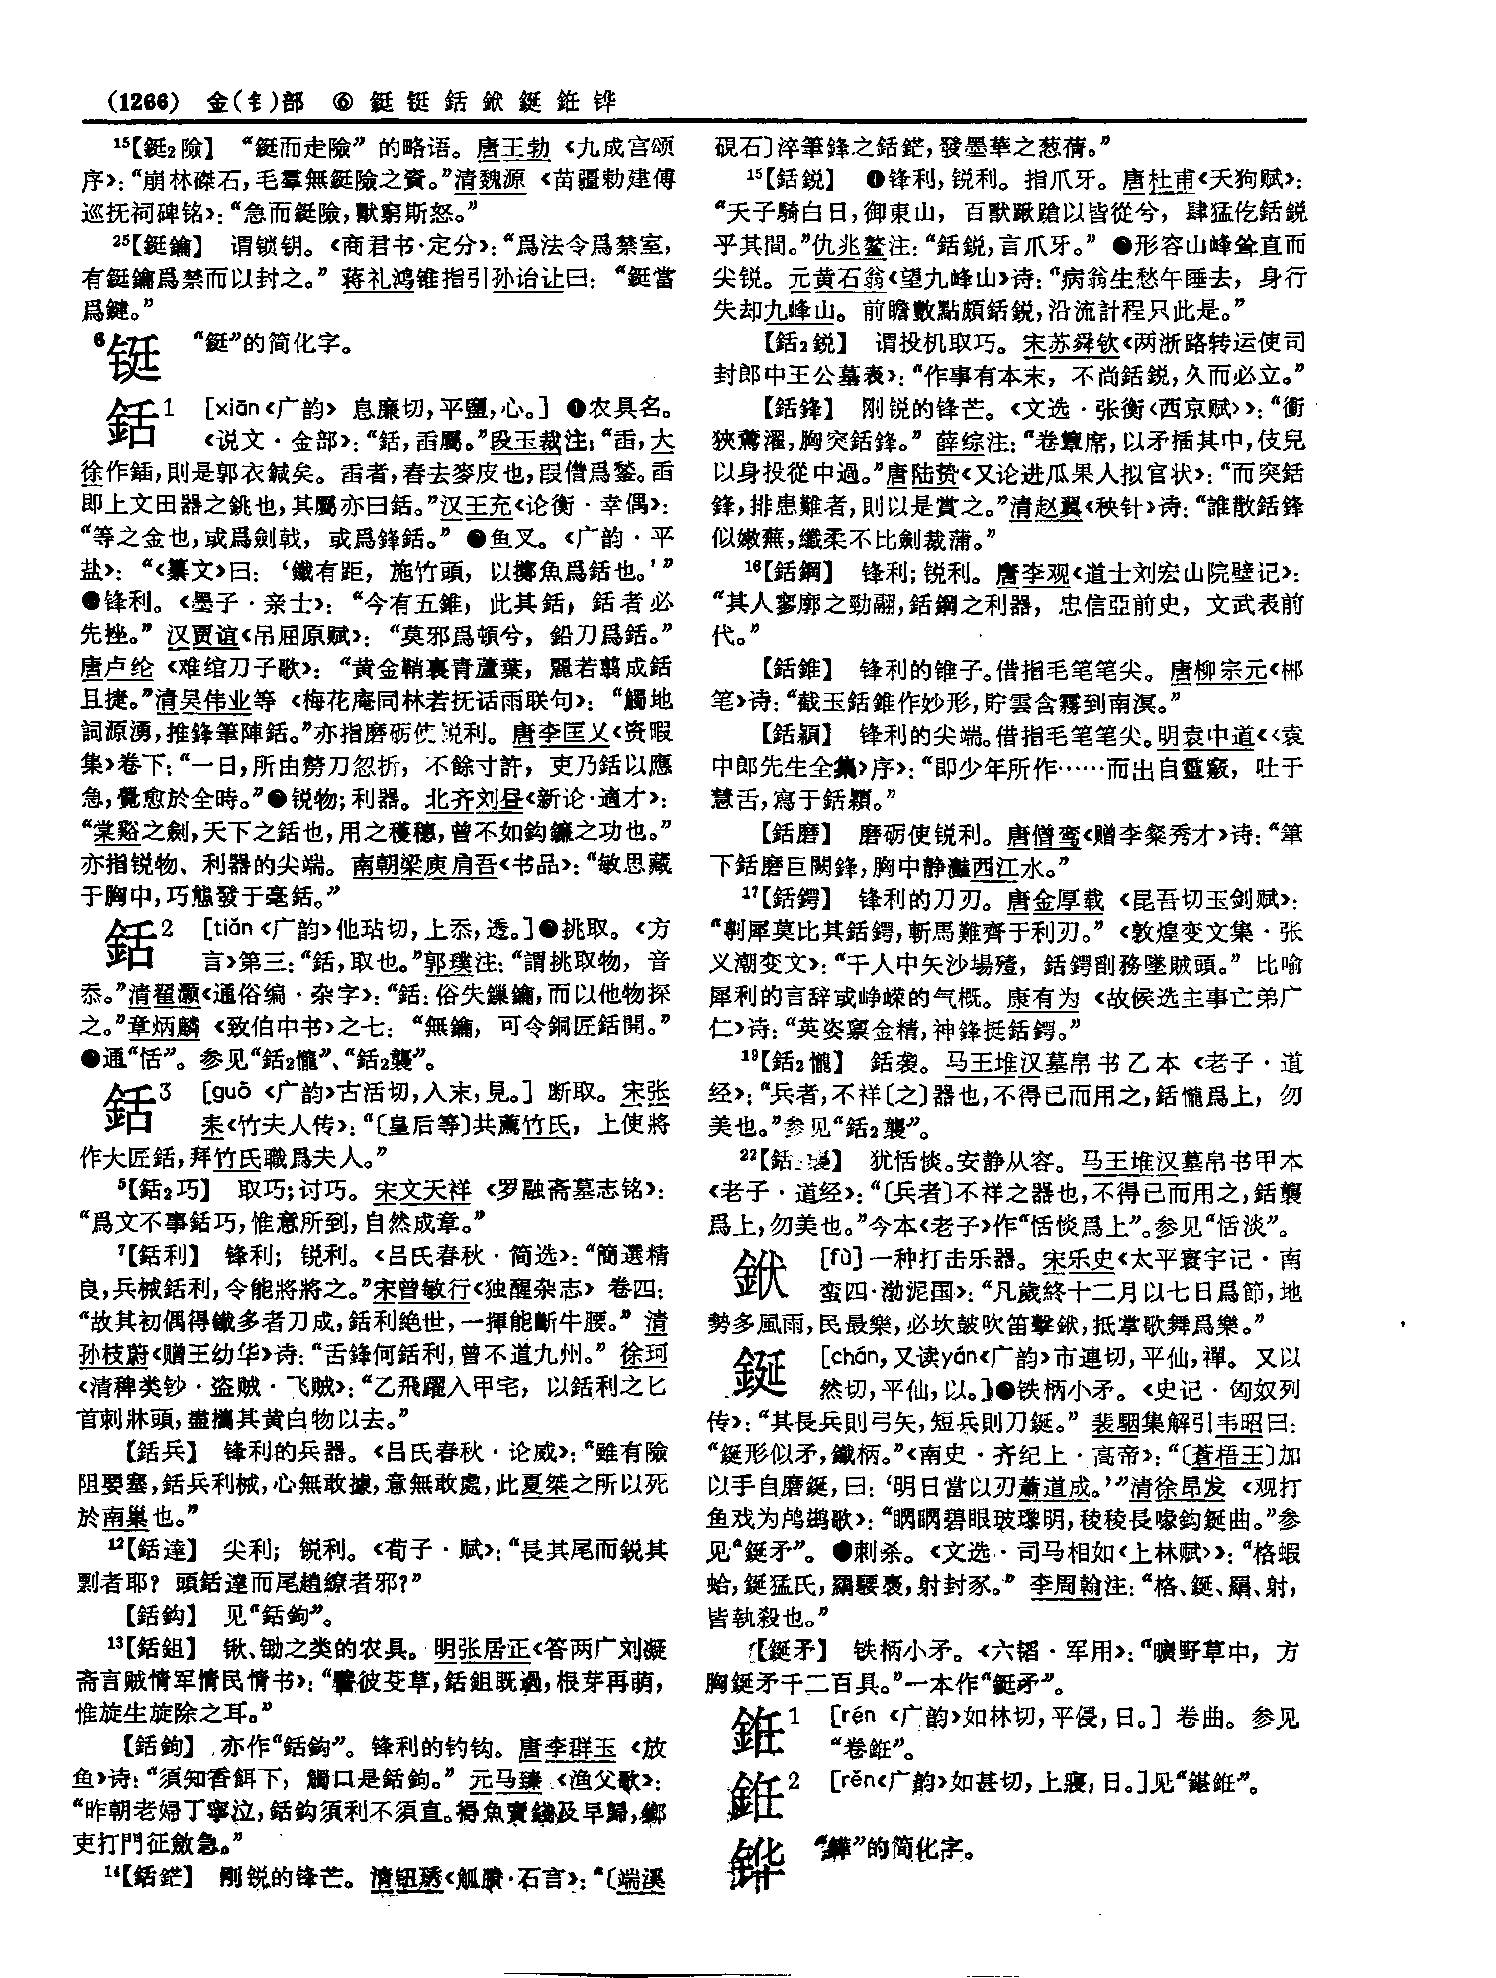 (1266) 金(钅)部 ⑥ 鋌 铤 銛 鈥 鋋 鉎 铧
15【鋌2險】 “鋌而走險”的略语。唐王勃《九成宫颂
序》：“崩林磔石，毛羣無鋌險之資。”清魏源《苗疆勅建傅
巡抚祠碑铭》：“急而鋌險，獸窮斯怒。”
25【鋌鑰】 谓锁钥。《商君书·定分》：“爲法令爲禁室，
有鋌鑰爲禁而以封之。” 蒋礼鸿锥指引孙诒让曰：“鋌當
爲鍵。”
6铤 “鋌”的简化字。
銛1 [xiān《广韵》息廉切，平鹽，心。] ❶农具名。
《说文·金部》：“銛，臿屬。”段玉裁注：“臿，大
徐作鍤，則是郭衣鍼矣。臿者，舂去麥皮也，叚借爲銎。臿
即上文田器之銚也，其屬亦曰銛。”汉王充《论衡·幸偶》：
“等之金也，或爲劍戟，或爲鋒銛。” ❷鱼叉。《广韵·平
盐》：“《纂文》曰：‘鐵有距，施竹頭，以擲魚爲銛也。’”
❸锋利。《墨子·亲士》：“今有五錐，此其銛，銛者必
先挫。” 汉贾谊《吊屈原赋》：“莫邪爲頓兮，鉛刀爲銛。”
唐卢纶《难绾刀子歌》：“黄金鞘裏青蘆葉，麗若剪成銛
且捷。”清吴伟业等《梅花庵同林若抚话雨联句》：“觸地
詞源湧，推鋒筆陣銛。”亦指磨砺使锐利。唐李匡乂《资暇
集》卷下：“一日，所由勞刀忽折，不餘寸許，吏乃銛以應
急，覺愈於全時。”❹锐物；利器。北齐刘昼《新论·適才》：
“棠谿之劍，天下之銛也，用之穫穗，曾不如鈎鐮之功也。”
亦指锐物、利器的尖端。南朝梁庾肩吾《书品》：“敏思藏
于胸中，巧態發于毫銛。”
銛2 [tiǎn《广韵》他玷切，上忝，透。]❶挑取。《方
言》第三：“銛，取也。”郭璞注：“謂挑取物，音
忝。”清翟灏《通俗编·杂字》：“銛：俗失鏁鑰，而以他物探
之。”章炳麟《致伯中书》之七：“無鑰，可令銅匠銛開。”
❷通“恬”。参见“銛2憹”、“銛2襲”。
銛3 [guō《广韵》古活切，入末，見。] 断取。宋张
耒《竹夫人传》：“〔皇后等〕共薦竹氏，上使將
作大匠銛，拜竹氏職爲夫人。”
5【銛2巧】 取巧；讨巧。宋文天祥《罗融斋墓志铭》：
“爲文不事銛巧，惟意所到，自然成章。”
7【銛利】 锋利；锐利。《吕氏春秋·简选》：“簡選精
良，兵械銛利，令能將將之。”宋曾敏行《独醒杂志》卷四：
“故其初偶得鐵多者刀成，銛利絶世，一揮能斷牛腰。” 清
孙枝蔚《赠王幼华》诗：“舌鋒何銛利，曾不道九州。” 徐珂
《清稗类钞·盗贼·飞贼》：“乙飛躍入甲宅，以銛利之匕
首刺牀頭，盡攜其黄白物以去。”
【銛兵】 锋利的兵器。《吕氏春秋·论威》：“雖有險
阻要塞，銛兵利械，心無敢據，意無敢處，此夏桀之所以死
於南巢也。”
12【銛達】 尖利；锐利。《荀子·赋》：“長其尾而鋭其
剽者耶？頭銛達而尾趙繚者邪？”
【銛鈎】 见“銛鉤”。
13【銛鉏】 锹、锄之类的农具。明张居正《答两广刘凝
斋言贼情军情民情书》：“譬彼芟草，銛鉏既過，根芽再萌，
惟旋生旋除之耳。”
【銛鉤】 亦作“銛鈎”。锋利的钓钩。唐李群玉《放
鱼》诗：“須知香餌下，觸口是銛鉤。” 元马臻《渔父歌》：
“昨朝老婦丁寧泣，銛鈎須利不須直。得魚賣錢及早歸，鄉
吏打門征斂急。”
14【銛鋩】 刚锐的锋芒。清钮琇《觚賸·石言》：“〔端溪
硯石〕淬筆鋒之銛鋩，發墨華之葱蒨。”
15【銛鋭】 ❶锋利，锐利。指爪牙。唐杜甫《天狗赋》：
“天子騎白日，御東山，百獸蹴蹌以皆從兮，肆猛仡銛鋭
乎其間。”仇兆鳌注：“銛鋭，言爪牙。” ❷形容山峰耸直而
尖锐。元黄石翁《望九峰山》诗：“病翁生愁午睡去，身行
失却九峰山。前瞻數點頗銛鋭，沿流計程只此是。”
【銛2鋭】 谓投机取巧。宋苏舜钦《两浙路转运使司
封郎中王公墓表》：“作事有本末，不尚銛鋭，久而必立。”
【銛鋒】 刚锐的锋芒。《文选·张衡〈西京赋〉》：“衝
狹鷰濯，胸突銛鋒。” 薛综注：“卷簟席，以矛插其中，伎兒
以身投從中過。”唐陆贽《又论进瓜果人拟官状》：“而突銛
鋒，排患難者，則以是賞之。”清赵翼《秧针》诗：“誰散銛鋒
似嫩蕪，纖柔不比劍裁蒲。”
16【銛鋼】 锋利；锐利。唐李观《道士刘宏山院壁记》：
“其人寥廓之勁翮，銛鋼之利器，忠信亞前史，文武表前
代。”
【銛錐】 锋利的锥子。借指毛笔笔尖。唐柳宗元《郴
笔》诗：“截玉銛錐作妙形，貯雲含霧到南溟。”
【銛穎】 锋利的尖端。借指毛笔笔尖。明袁中道《〈袁
中郎先生全集〉序》：“即少年所作……而出自靈竅，吐于
慧舌，寫于銛穎。”
【銛磨】 磨砺使锐利。唐僧鸾《赠李粲秀才》诗：“筆
下銛磨巨闕鋒，胸中静灩西江水。”
17【銛鍔】 锋利的刀刃。唐金厚载《昆吾切玉剑赋》：
“剸犀莫比其銛鍔，斬馬難齊于利刃。”《敦煌变文集·张
义潮变文》：“千人中矢沙場殪，銛鍔剳務墜賊頭。” 比喻
犀利的言辞或峥嵘的气概。康有为《故候选主事亡弟广
仁》诗：“英姿禀金精，神鋒挺銛鍔。”
19【銛2憹】 銛袭。马王堆汉墓帛书乙本《老子·道
经》：“兵者，不祥〔之〕器也，不得已而用之，銛憹爲上，勿
美也。”参见“銛2襲”。
22【銛2襲】 犹恬惔。安静从容。马王堆汉墓帛书甲本
《老子·道经》：“〔兵者〕不祥之器也，不得已而用之，銛襲
爲上，勿美也。”今本《老子》作“恬惔爲上”。参见“恬淡”。
[fú]一种打击乐器。宋乐史《太平寰宇记·南
蛮四·渤泥国》：“凡歲終十二月以七日爲節，地
勢多風雨，民最樂，必坎皷吹笛擊鈥，抵掌歌舞爲樂。”
鋋 [chán，又读yán《广韵》市連切，平仙，禪。又以
然切，平仙，以。]❶铁柄小矛。《史记·匈奴列
传》：“其長兵則弓矢，短兵則刀鋋。” 裴駰集解引韦昭曰：
“鋋形似矛，鐵柄。”《南史·齐纪上·高帝》：“〔蒼梧王〕加
以手自磨鋋，曰：‘明日當以刃蕭道成。’”清徐昂发《观打
鱼戏为鸬鹚歌》：“眄眄碧眼玻瓈明，稜稜長喙鈎鋋曲。”参
见“鋋矛”。 ❷刺杀。《文选·司马相如〈上林赋〉》：“格蝦
蛤，鋋猛氏，羂騕褭，射封豕。” 李周翰注：“格、鋋、羂、射，
皆執殺也。”
【鋋矛】 铁柄小矛。《六韬·军用》：“曠野草中，方
胸鋋矛千二百具。”一本作“鋌矛”。
1 [rén《广韵》如林切，平侵，日。] 卷曲。参见
2 [rěn《广韵》如甚切，上寢，日。]见
铧 “鏵”的简化字。